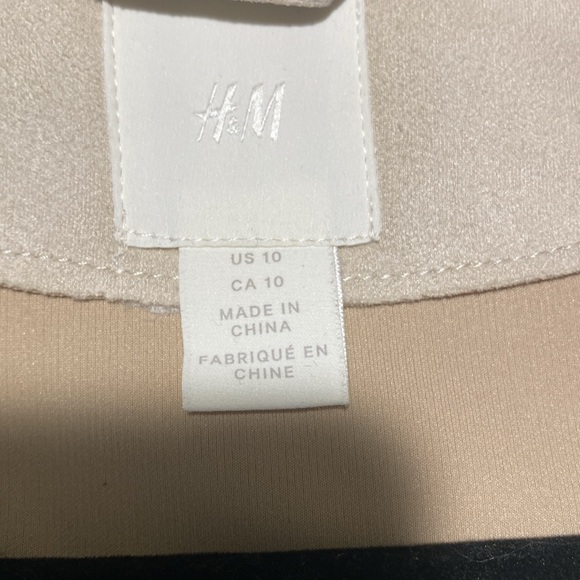 H&M
US 10
CA 10
MADE IN
CHINA
FABRIQUÉ EN
CHINE